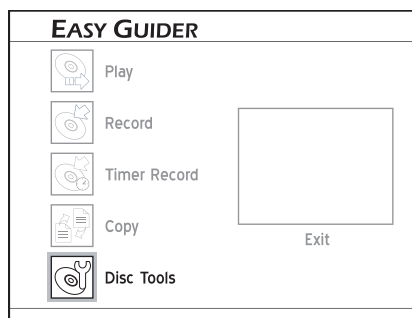 EASY GUIDER
Play
Record
Timer Record
Copy
Exit
Disc Tools